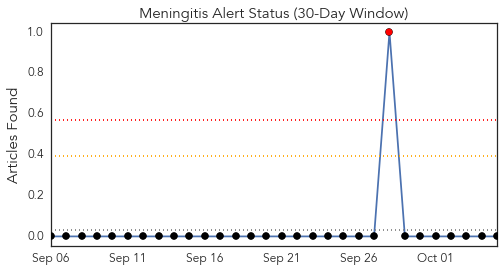 Meningitis Alert Status (30-Day Window)
Articles Found
1.0
0.8
0.6
0.4
0.2
0.0
Sep 06 Sep 11 Sep 16 Sep 21 Sep 26 Oct 01